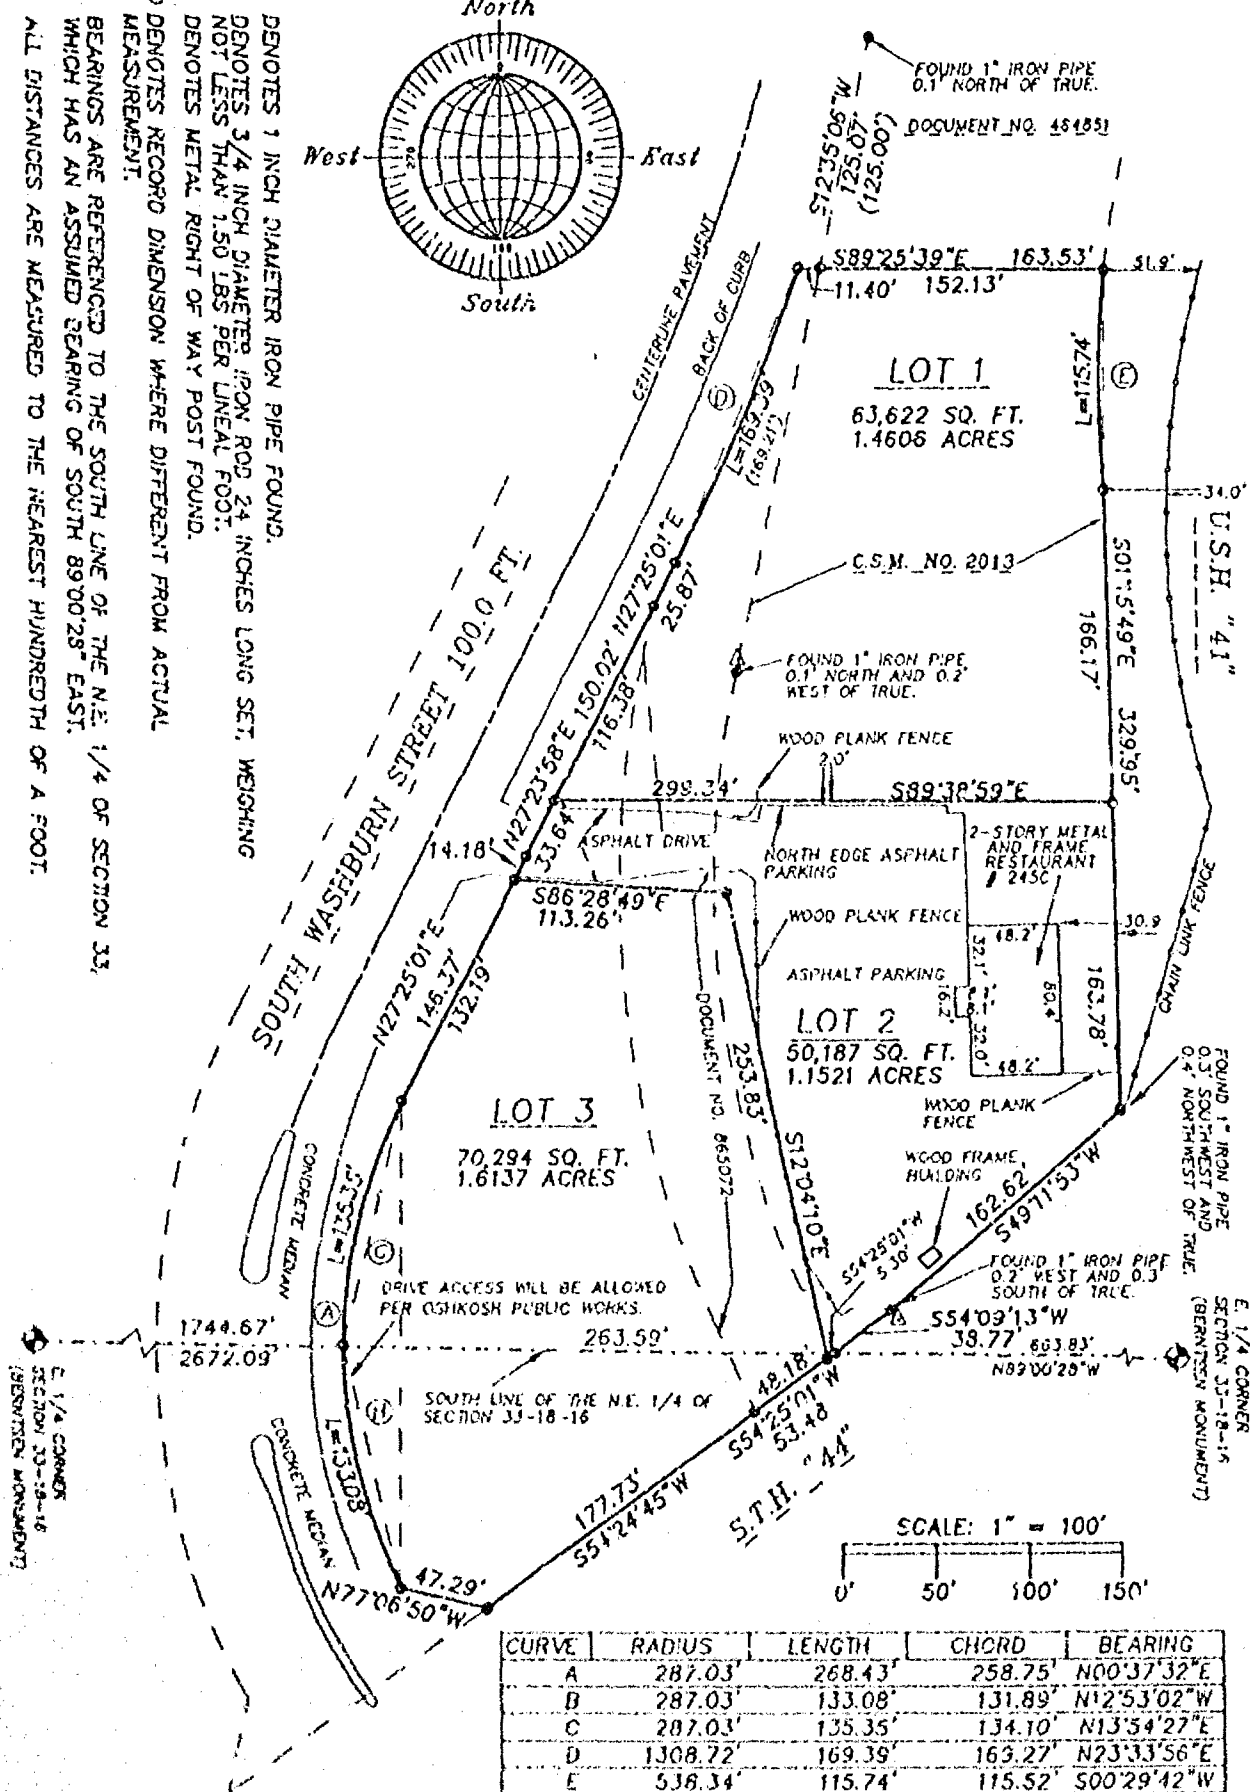 North
West
East
South
DENOTES 1 INCH DIAMETER IRON PIPE FOUND.
DENOTES 3/4 INCH DIAMETER IRON ROD 24 INCHES LONG SET, WEIGHING
NOT LESS THAN 1.50 LBS PER LINEAL FOOT.
DENOTES METAL RIGHT OF WAY POST FOUND.
) DENOTES RECORD DIMENSION WHERE DIFFERENT FROM ACTUAL
MEASUREMENT.
BEARINGS ARE REFERENCED TO THE SOUTH LINE OF THE N.E. 1/4 OF SECTION 33,
WHICH HAS AN ASSUMED BEARING OF SOUTH 89°00'28" EAST.
ALL DISTANCES ARE MEASURED TO THE NEAREST HUNDREDTH OF A FOOT.
FOUND 1" IRON PIPE
0.1' NORTH OF TRUE.
DOCUMENT NO. 484851
S12°35'06"W
125.07'
(125.00')
CENTERLINE PAVEMENT
BACK OF CURB
S89°25'39"E 163.53'
11.40' 152.13'
51.9'
LOT 1
63,622 SQ. FT.
1.4606 ACRES
L=115.74'
E
D
L=169.39'
(169.21')
34.0'
U.S.H. "41"
C.S.M. NO. 2013
S01°15'49"E
166.17'
329.95'
N27°25'01"E
25.87'
FOUND 1" IRON PIPE
0.1' NORTH AND 0.2'
WEST OF TRUE.
N27°23'58"E 150.02'
116.38'
WOOD PLANK FENCE
2.0'
299.34'
S89°38'59"E
SOUTH WASHBURN STREET 100.0 FT.
14.18'
33.64'
ASPHALT DRIVE
NORTH EDGE ASPHALT
PARKING
2-STORY METAL
AND FRAME
RESTAURANT
# 2450
S86°28'49"E
113.26'
WOOD PLANK FENCE
30.9
CHAIN LINK FENCE
48.2'
32.1'
80.4'
ASPHALT PARKING
16.2'
32.0'
48.2'
163.78'
N27°25'01"E
146.37'
132.19'
DOCUMENT NO. 865072
253.83'
S12°04'10"E
LOT 2
50,187 SQ. FT.
1.1521 ACRES
WOOD PLANK
FENCE
FOUND 1" IRON PIPE
0.3' SOUTHWEST AND
0.4' NORTHWEST OF TRUE.
LOT 3
70,294 SQ. FT.
1.6137 ACRES
WOOD FRAME
BUILDING
162.62'
S49°11'53"W
CONCRETE MEDIAN
L=135.35'
C
S54°25'01"W
5.30'
FOUND 1" IRON PIPE
0.2' WEST AND 0.3'
SOUTH OF TRUE.
DRIVE ACCESS WILL BE ALLOWED
PER OSHKOSH PUBLIC WORKS.
A
S54°09'13"W
38.77'
1744.67'
2672.09'
263.59'
663.83'
N89°00'28"W
E. 1/4 CORNER
SECTION 33-18-16
(BERNTSEN MONUMENT)
1/4 CORNER
SECTION 33-18-16
(BERNTSEN MONUMENT)
SOUTH LINE OF THE N.E. 1/4 OF
SECTION 33-18-16
48.18'
S54°25'01"W
53.48
B
L=133.08'
CONCRETE MEDIAN
S.T.H. "44"
177.73'
S54°24'45"W
47.29'
N77°06'50"W
SCALE: 1" = 100'
0' 50' 100' 150'
CURVE RADIUS LENGTH CHORD BEARING
A 287.03' 268.43' 258.75' N00°37'32"E
B 287.03' 133.08' 131.89' N12°53'02"W
C 287.03' 135.35' 134.10' N13°54'27"E
D 1308.72' 169.39' 169.27' N23°33'56"E
E 536.34' 115.74' 115.52' S00°29'42"W